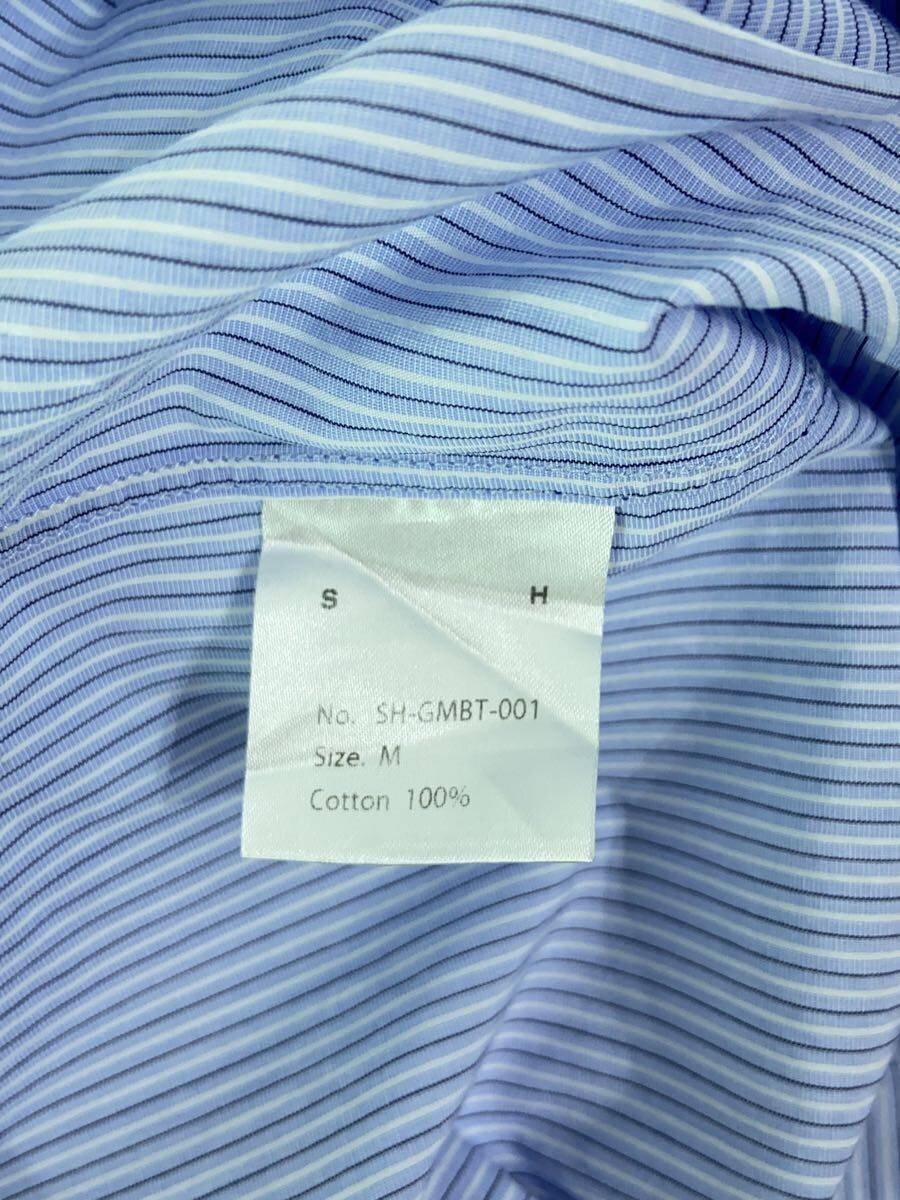 S H
No. SH-GMBT-001
Size. M
Cotton 100%